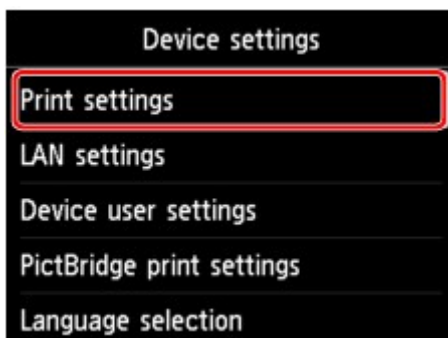 Device settings
Print settings
LAN settings
Device user settings
PictBridge print settings
Language selection